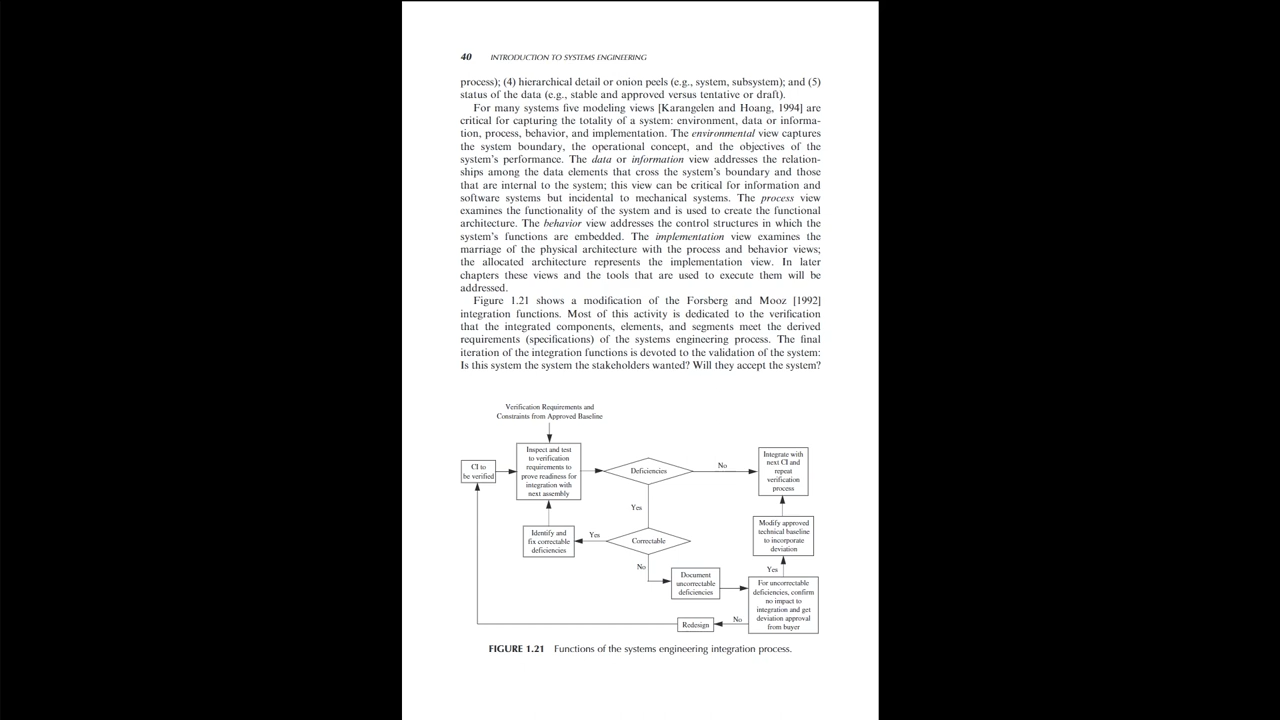 40 INTRODUCTION TO SYSTEMS ENGINEERING
process); (4) hierarchical detail or onion peels (e.g., system, subsystem); and (5)
status of the data (e.g., stable and approved versus tentative or draft).
For many systems five modeling views [Karangelen and Hoang, 1994] are
critical for capturing the totality of a system: environment, data or informa-
tion, process, behavior, and implementation. The environmental view captures
the system boundary, the operational concept, and the objectives of the
system's performance. The data or information view addresses the relation-
ships among the data elements that cross the system's boundary and those
that are internal to the system; this view can be critical for information and
software systems but incidental to mechanical systems. The process view
examines the functionality of the system and is used to create the functional
architecture. The behavior view addresses the control structures in which the
system's functions are embedded. The implementation view examines the
marriage of the physical architecture with the process and behavior views;
the allocated architecture represents the implementation view. In later
chapters these views and the tools that are used to execute them will be
addressed.
Figure 1.21 shows a modification of the Forsberg and Mooz [1992]
integration functions. Most of this activity is dedicated to the verification
that the integrated components, elements, and segments meet the derived
requirements (specifications) of the systems engineering process. The final
iteration of the integration functions is devoted to the validation of the system:
Is this system the system the stakeholders wanted? Will they accept the system?
Verification Requirements and
Constraints from Approved Baseline
CI to
be verified
Inspect and test
to verification
requirements to
prove readiness for
integration with
next assembly
Deficiencies
No
Integrate with
next CI and
repeat
verification
process
Yes
Identify and
fix correctable
deficiencies
Yes
Correctable
Modify approved
technical baseline
to incorporate
deviation
No
Document
uncorrectable
deficiencies
Yes
For uncorrectable
deficiencies, confirm
no impact to
integration and get
deviation approval
from buyer
No
Redesign
FIGURE 1.21 Functions of the systems engineering integration process.